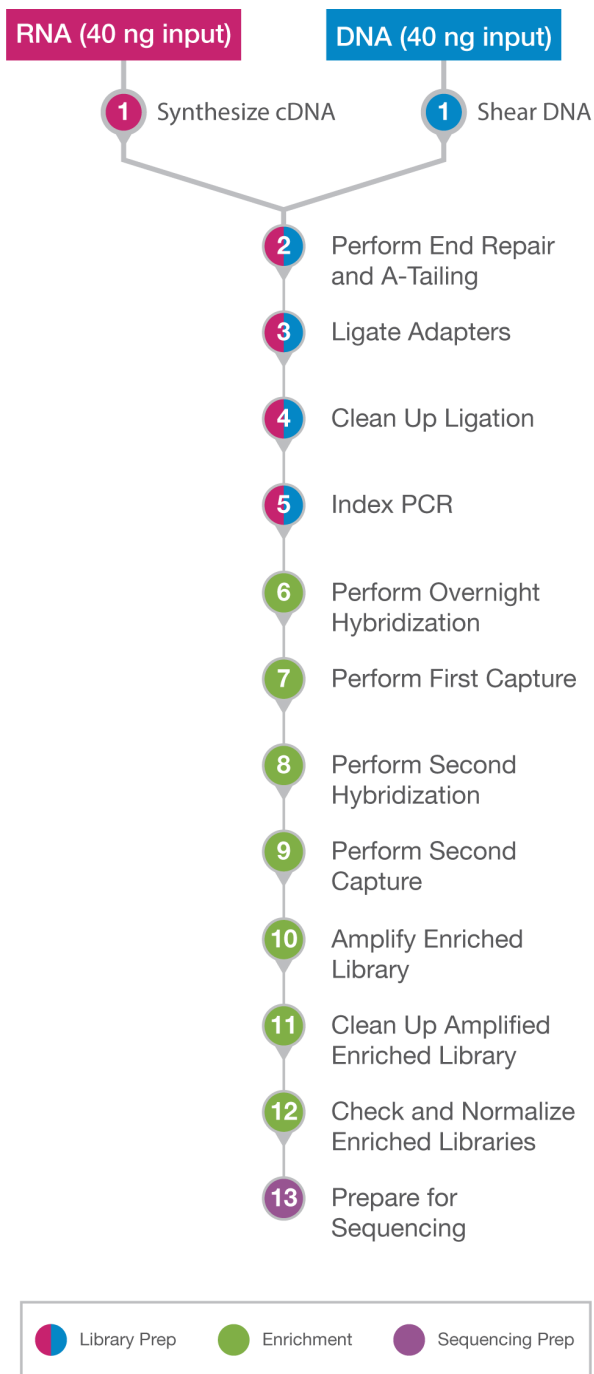 RNA (40 ng input)
DNA (40 ng input)
1 Synthesize cDNA
1 Shear DNA
2 Perform End Repair
and A-Tailing
3 Ligate Adapters
4 Clean Up Ligation
5 Index PCR
6 Perform Overnight
Hybridization
7 Perform First Capture
8 Perform Second
Hybridization
9 Perform Second
Capture
10 Amplify Enriched
Library
11 Clean Up Amplified
Enriched Library
12 Check and Normalize
Enriched Libraries
13 Prepare for
Sequencing
Library Prep
Enrichment
Sequencing Prep